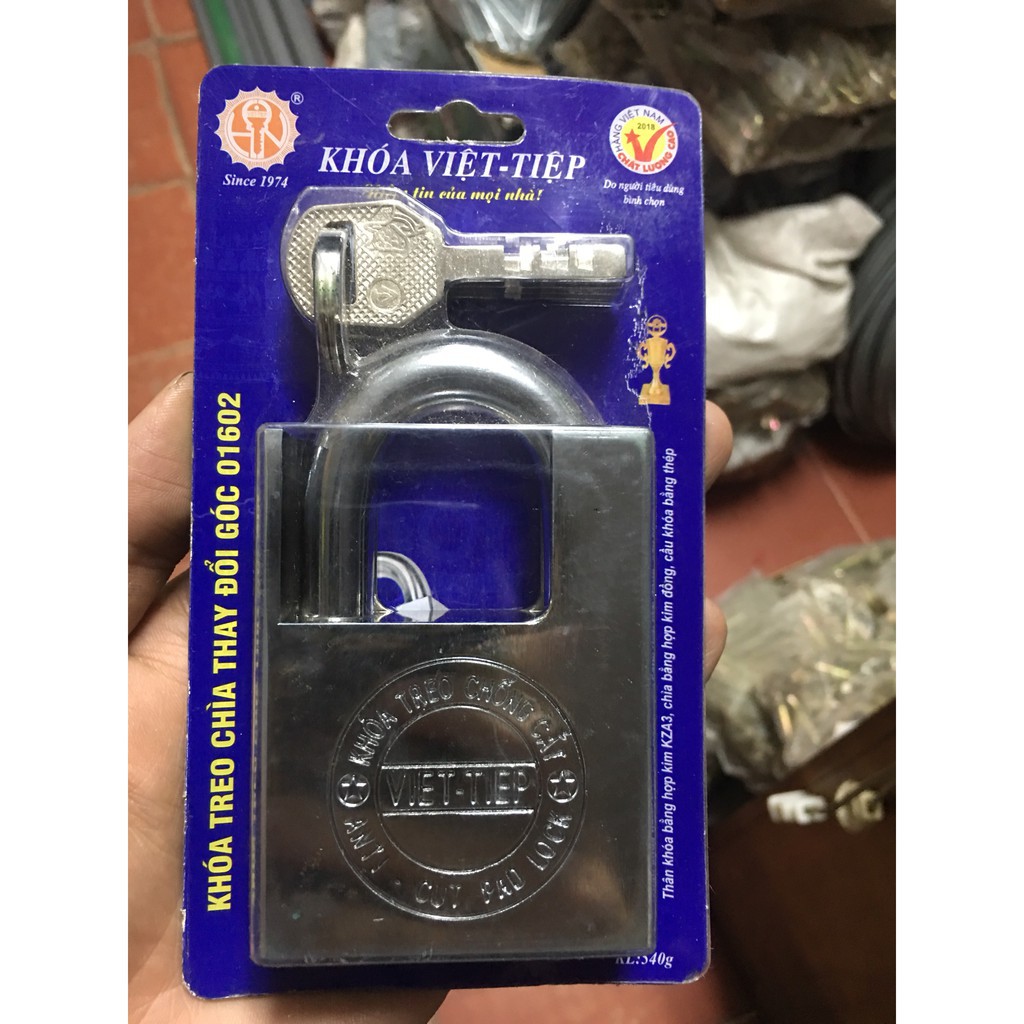 ®
Since 1974
KHÓA VIỆT-TIỆP
tin của mọi nhà!
HÀNG VIỆT NAM
2018
CHẤT LƯỢNG CAO
Do người tiêu dùng
bình chọn
KHÓA TREO CHÌA THAY ĐỔI GÓC 01602
Thân khóa bằng hợp kim KZA3, chìa bằng hợp kim đồng, cầu khóa bằng thép
KHÓA TREO CHỐNG CẮT
VIET-TIEP
ANTI - CUT PAD LOCK
KL:540g